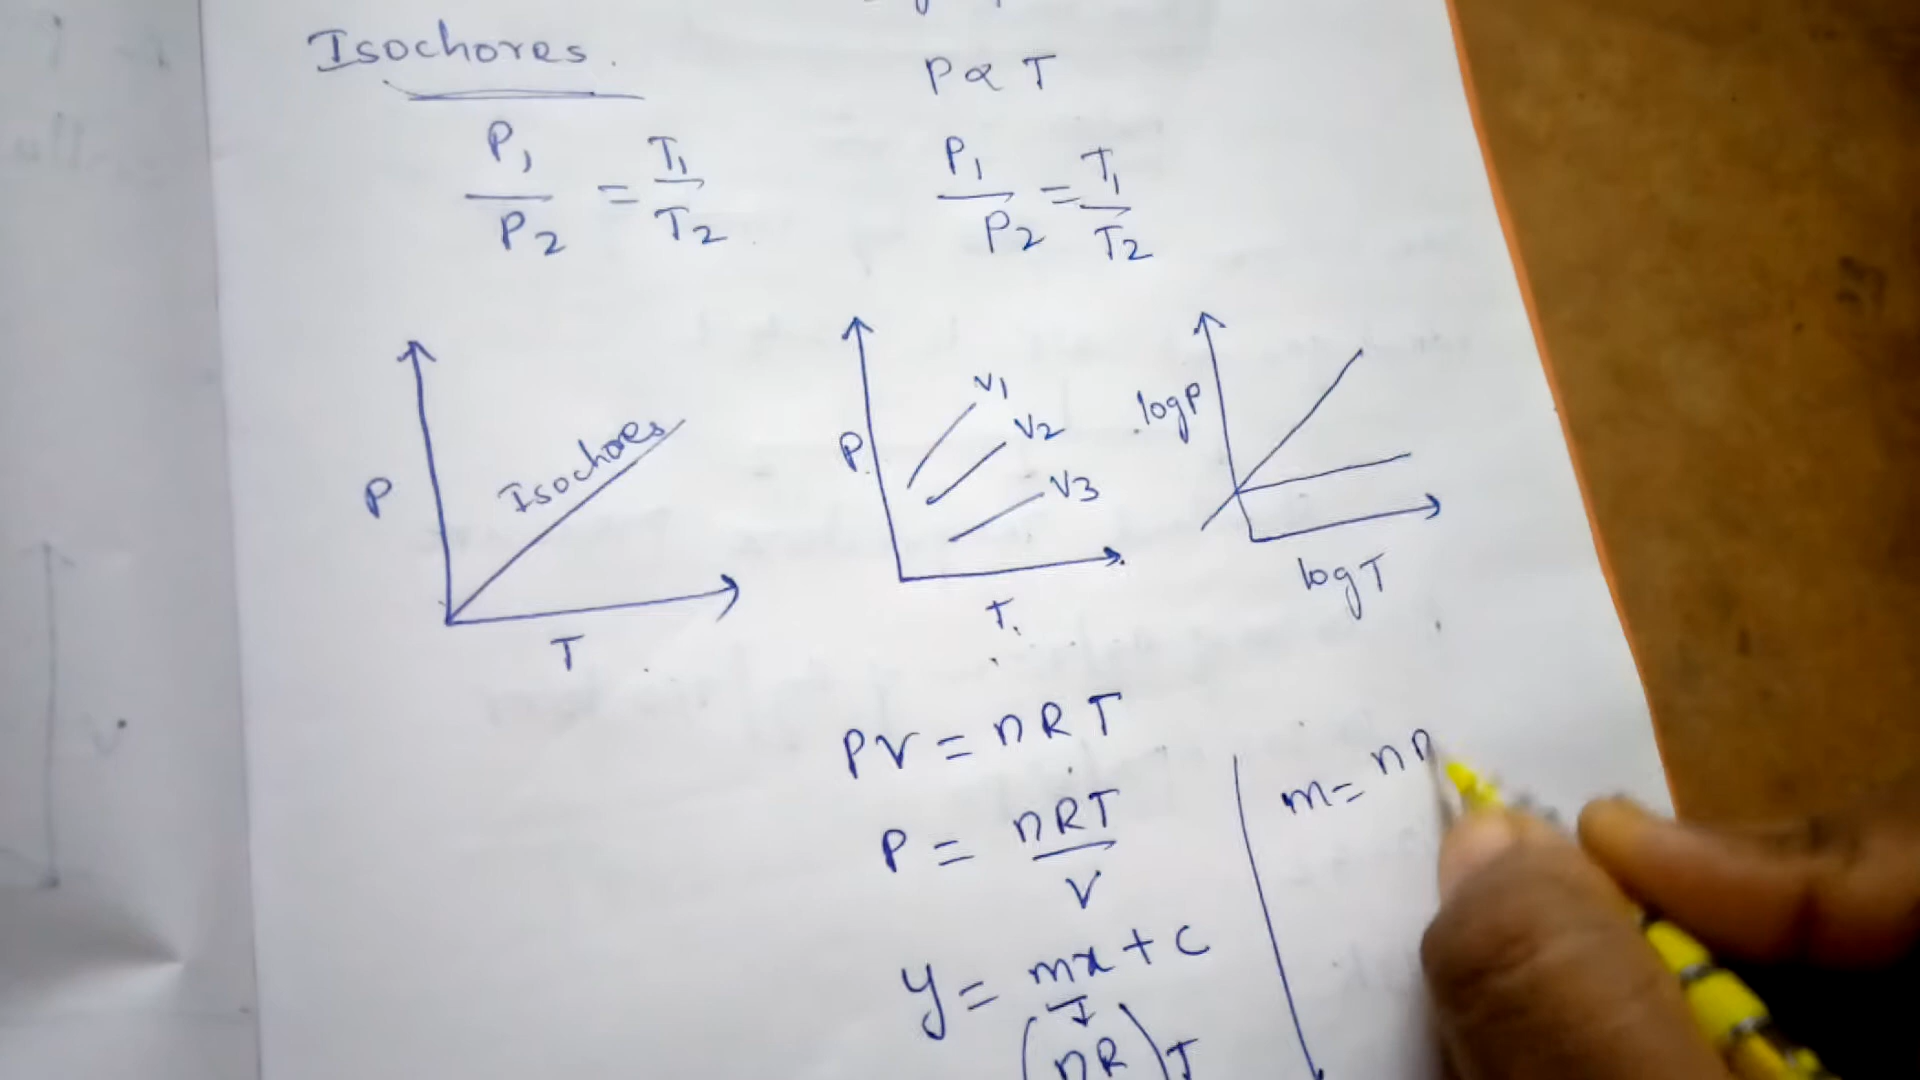 Isochores.
P ∝ T
P1/P2 = T1/T2
P1/P2 = T1/T2
P
Isochores
T
P
V1
V2
V3
T.
log P
log T
PV = nRT
P = nRT/V
y = mx + c
(nR) T
m = nR